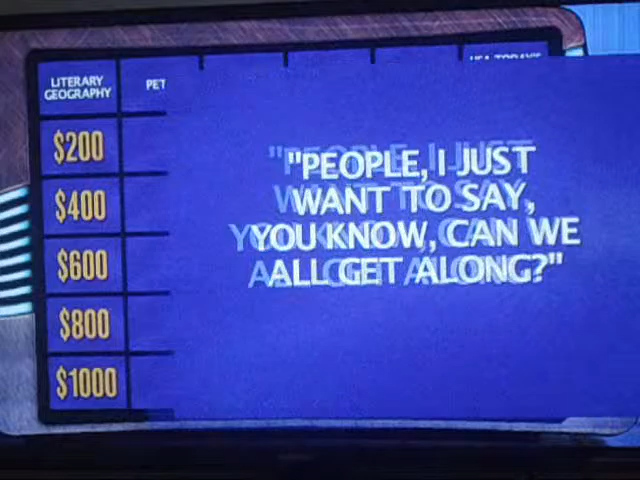 LITERARY
GEOGRAPHY
PET
$200
$400
$600
$800
$1000
"PEOPLE, I JUST
WANT TO SAY,
YOU KNOW, CAN WE
ALL GET ALONG?"